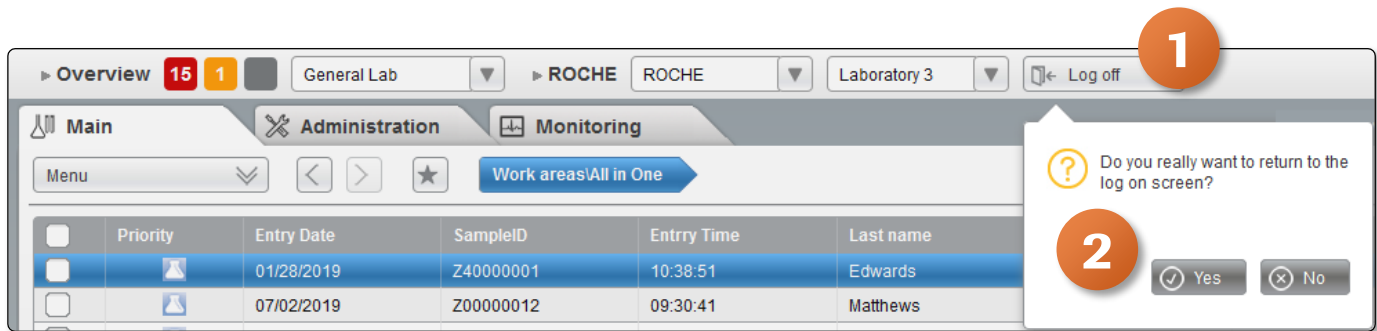 1
Overview 15 1 General Lab ROCHE ROCHE Laboratory 3 Log off
Main Administration Monitoring
Menu Work areas\All in One
Do you really want to return to the
log on screen?
2
Yes No
Priority Entry Date SampleID Entrry Time Last name
01/28/2019 Z40000001 10:38:51 Edwards
07/02/2019 Z00000012 09:30:41 Matthews